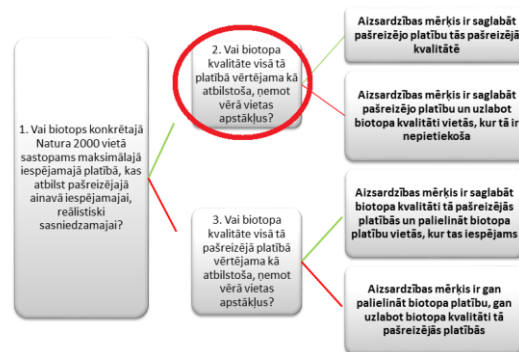 1. Vai biotops konkrētajā
Natura 2000 vietā
sastopams maksimālajā
iespējamajā platībā, kas
atbilst pašreizējajā
ainavā iespējamajai,
reālistiski
sasniedzamajai?
2. Vai biotopa
kvalitāte visā tā
platībā vērtējama kā
atbilstoša, ņemot
vērā vietas
apstākļus?
3. Vai biotopa
kvalitāte visā tā
pašreizējā platībā
vērtējama kā
atbilstoša, ņemot
vērā vietas
apstākļus?
Aizsardzības mērķis ir saglabāt
pašreizējo platību tās pašreizējā
kvalitātē
Aizsardzības mērķis ir saglabāt
pašreizējo platību un uzlabot
biotopa kvalitāti vietās, kur tā ir
nepietiekoša
Aizsardzības mērķis ir saglabāt
biotopa kvalitāti tā pašreizējās
platībās un palielināt biotopa
platību vietās, kur tas iespējams
Aizsardzības mērķis ir gan
palielināt biotopa platību, gan
uzlabot biotopa kvalitāti tā
pašreizējās platībās